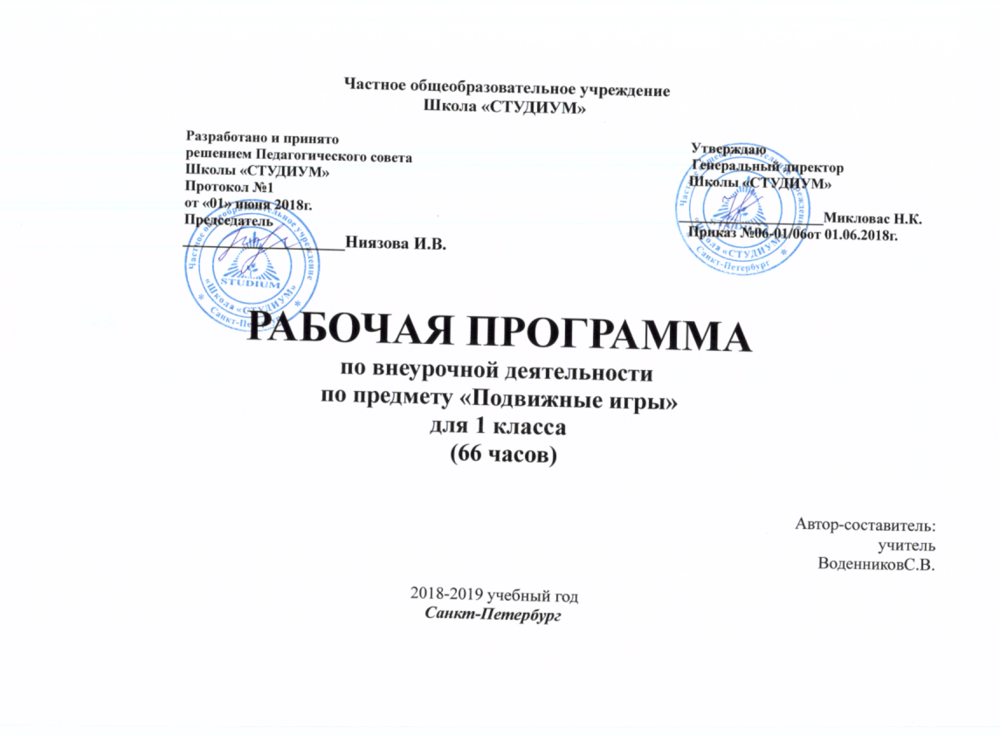 Частное общеобразовательное учреждение
Школа «СТУДИУМ»
Разработано и принято
решением Педагогического совета
Школы «СТУДИУМ»
Протокол №1
от «01» июня 2018г.
Председатель
Ниязова И.В.
Частное общеобразовательное учреждение
«Школа «СТУДИУМ»
Санкт-Петербург
STUDIUM
Утверждаю
Генеральный директор
Школы «СТУДИУМ»
Микловас Н.К.
Приказ №06-01/06от 01.06.2018г.
Частное общеобразовательное учреждение
«Школа «СТУДИУМ»
Санкт-Петербург
РАБОЧАЯ ПРОГРАММА
по внеурочной деятельности
по предмету «Подвижные игры»
для 1 класса
(66 часов)
Автор-составитель:
учитель
ВоденниковС.В.
2018-2019 учебный год
Санкт-Петербург